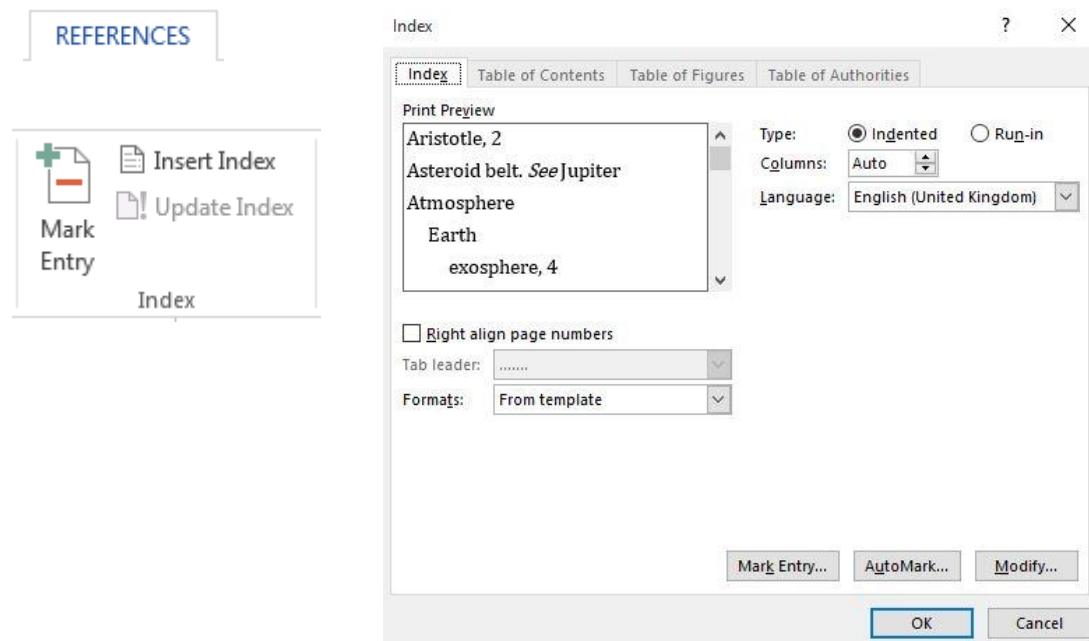 REFERENCES
Mark
Entry
Insert Index
Update Index
Index
Index
?
Index
Table of Contents
Table of Figures
Table of Authorities
Print Preview
Aristotle, 2
Asteroid belt. See Jupiter
Atmosphere
Earth
exosphere, 4
Type:
Indented
Run-in
Columns:
Auto
Language:
English (United Kingdom)
Right align page numbers
Tab leader:
.......
Formats:
From template
Mark Entry...
AutoMark...
Modify...
OK
Cancel